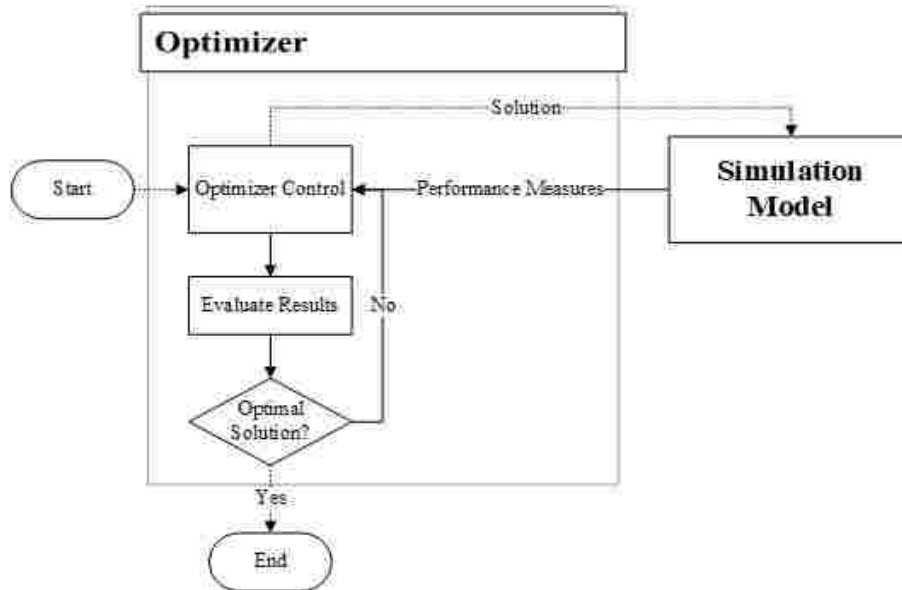 Optimizer
Solution
Start
Optimizer Control
Performance Measures
Simulation
Model
Evaluate Results
No
Optimal
Solution?
Yes
End